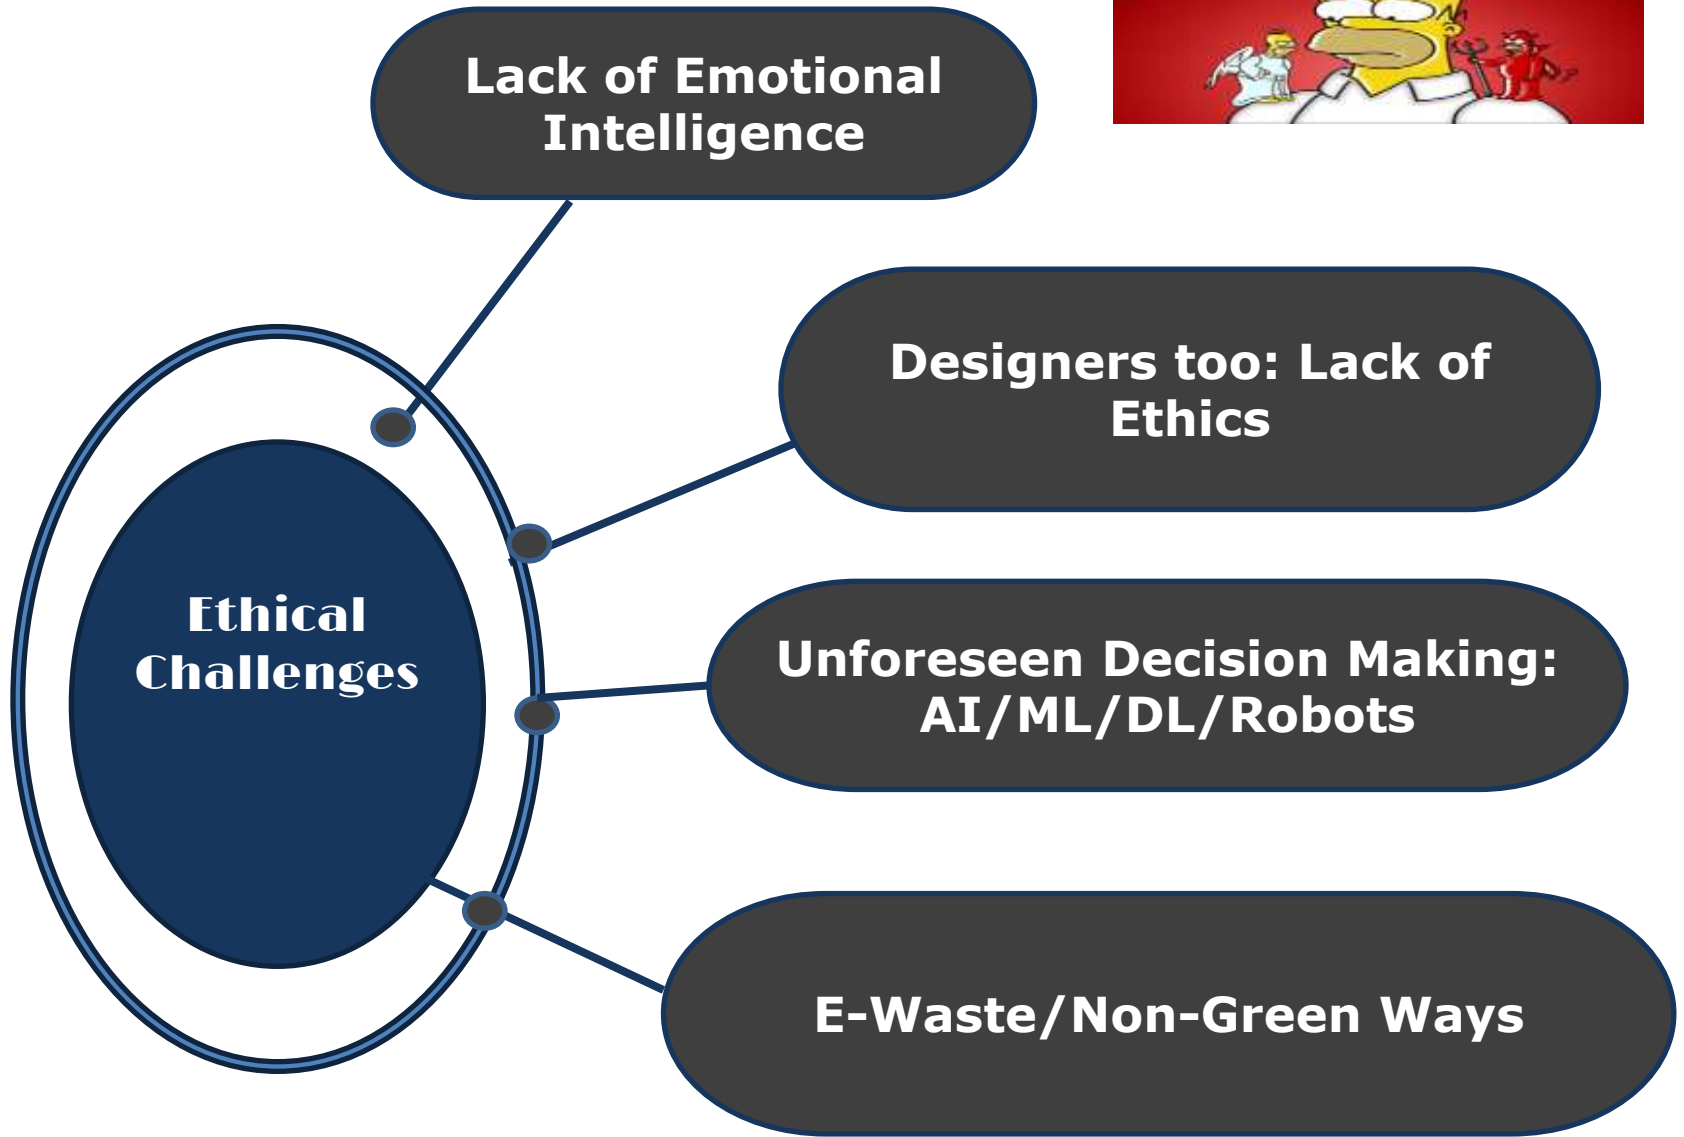 Lack of Emotional
Intelligence
Designers too: Lack of
Ethics
Ethical
Challenges
Unforeseen Decision Making:
AI/ML/DL/Robots
E-Waste/Non-Green Ways